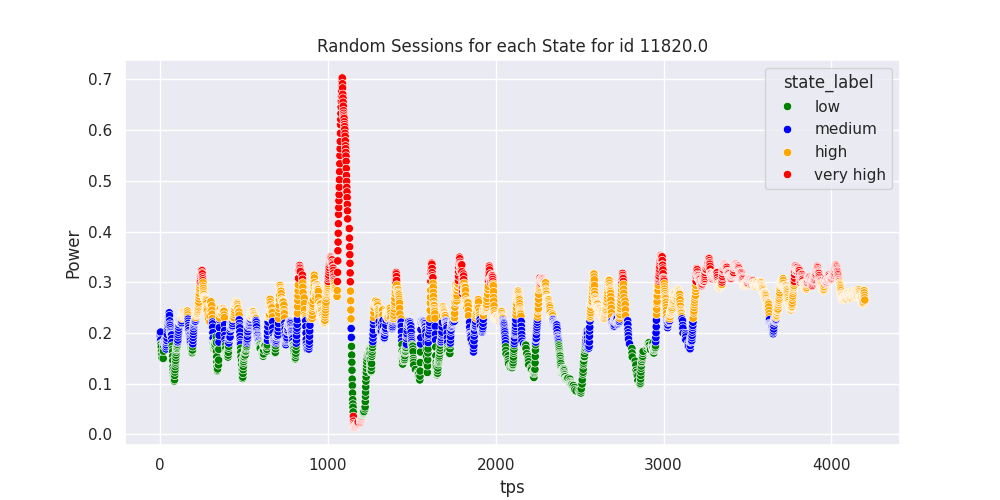 Random Sessions for each State for id 11820.0
Power
0.7
0.6
0.5
0.4
0.3
0.2
0.1
0.0
state_label
low
medium
high
very high
0
1000
2000
3000
4000
tps